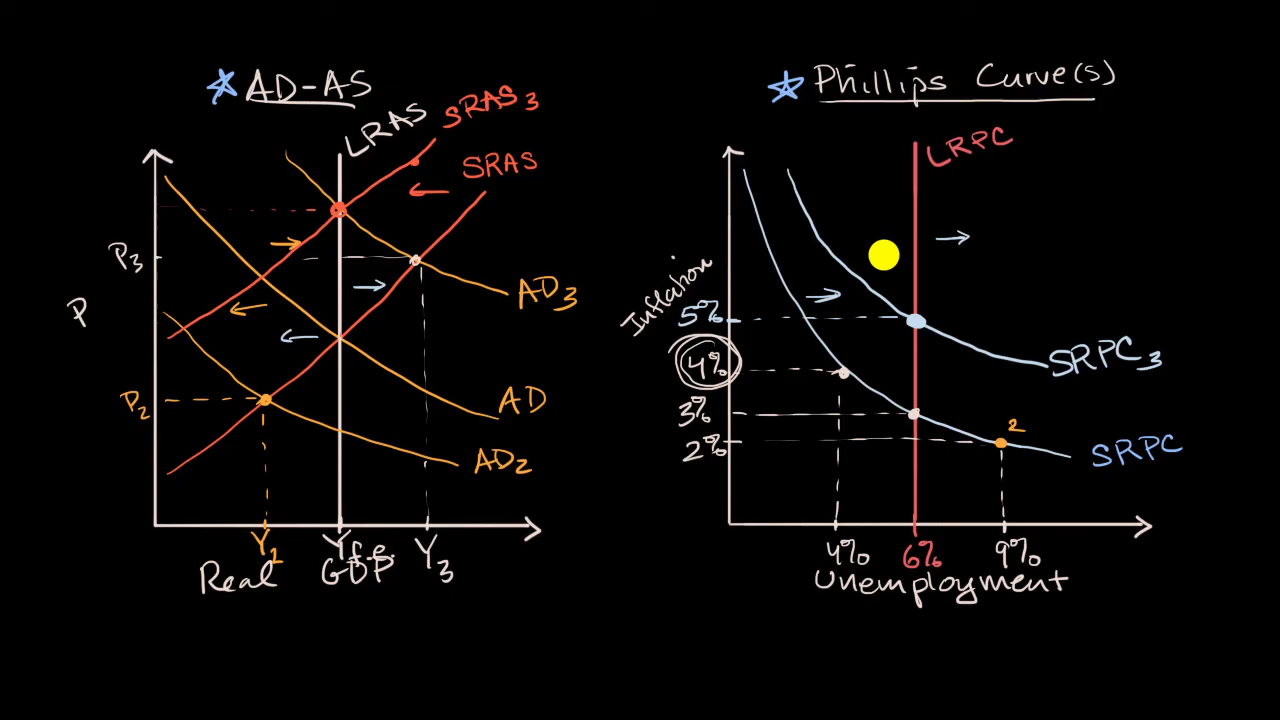 AD-AS
LRAS
SRAS3
SRAS
P3
P
P2
AD3
AD
AD2
Y2
Yf.e.
Y3
Real GDP
Phillips Curve(s)
LRPC
Inflation
5%
4%
3%
2%
SRPC3
2
SRPC
4%
6%
9%
Unemployment